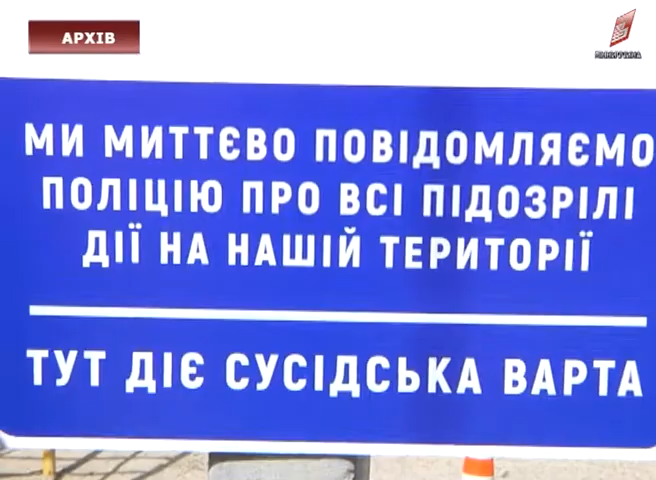 АРХІВ
МИ МИТТЄВО ПОВІДОМЛЯЄМО
ПОЛІЦІЮ ПРО ВСІ ПІДОЗРІЛІ
ДІЇ НА НАШІЙ ТЕРИТОРІЇ
ТУТ ДІЄ СУСІДСЬКА ВАРТА